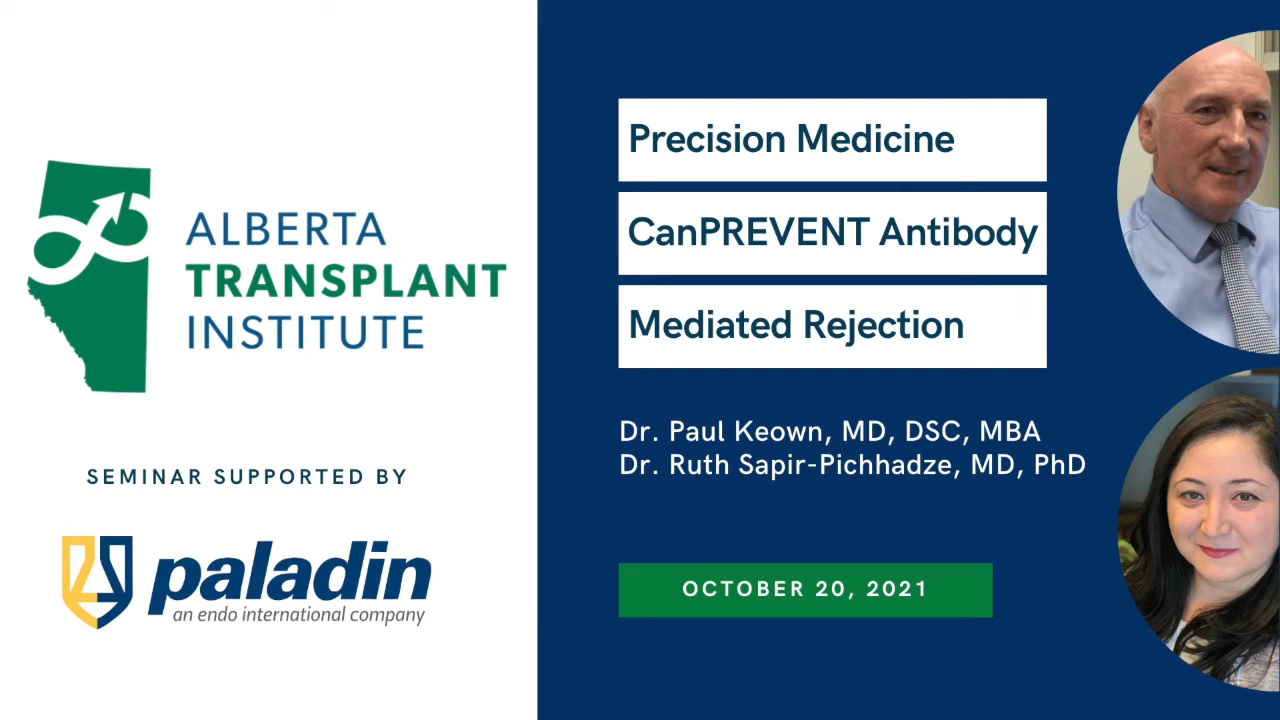 ALBERTA
TRANSPLANT
INSTITUTE
SEMINAR SUPPORTED BY
paladin
an endo international company
Precision Medicine
CanPREVENT Antibody
Mediated Rejection
Dr. Paul Keown, MD, DSC, MBA
Dr. Ruth Sapir-Pichhadze, MD, PhD
OCTOBER 20, 2021